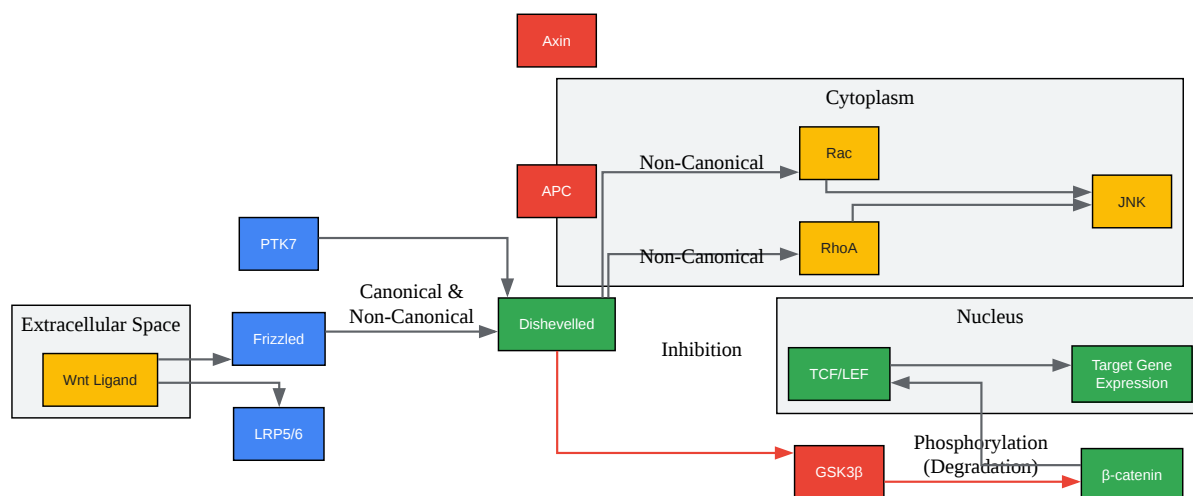 Axin
Cytoplasm
Non-Canonical
Rac
APC
JNK
PTK7
Non-Canonical
RhoA
Canonical &
Non-Canonical
Extracellular Space
Wnt Ligand
Frizzled
LRP5/6
Dishevelled
Inhibition
Nucleus
TCF/LEF
Target Gene
Expression
GSK3β
Phosphorylation
(Degradation)
β-catenin